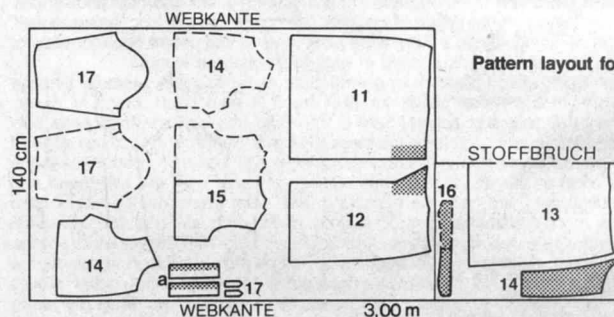 WEBKANTE
17
14
11
Pattern layout fo
140 cm
STOFFBRUCH
17
15
12
16
13
14
a
17
14
WEBKANTE
3,00 m